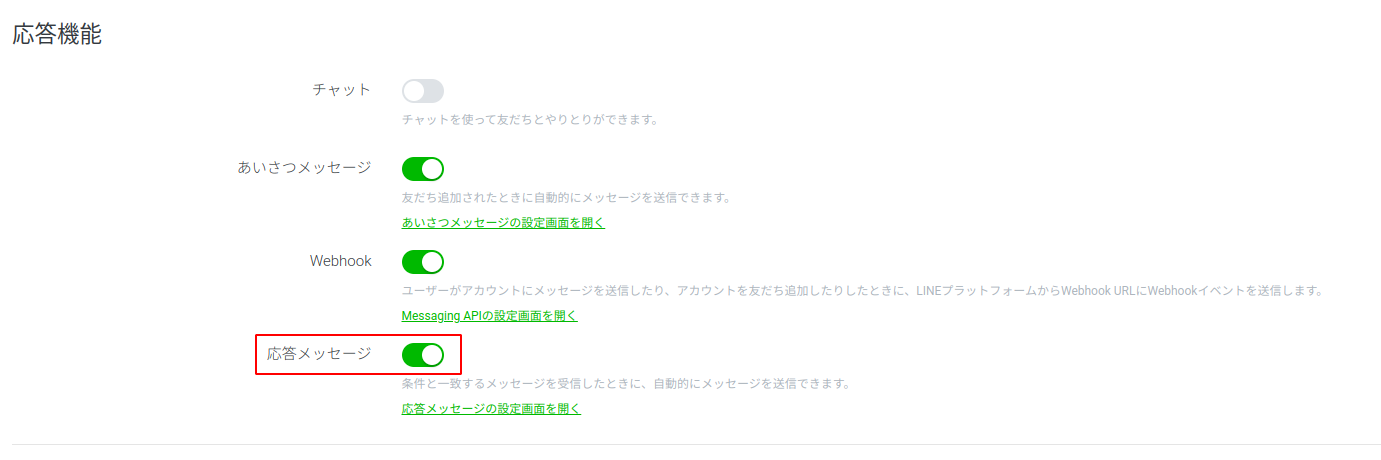 応答機能
チャット
チャットを使って友だちとやりとりができます。
あいさつメッセージ
友だち追加されたときに自動的にメッセージを送信できます。
あいさつメッセージの設定画面を開く
Webhook
ユーザーがアカウントにメッセージを送信したり、アカウントを友だち追加したりしたときに、LINEプラットフォームからWebhook URLにWebhookイベントを送信します。
Messaging APIの設定画面を開く
応答メッセージ
条件と一致するメッセージを受信したときに、自動的にメッセージを送信できます。
応答メッセージの設定画面を開く